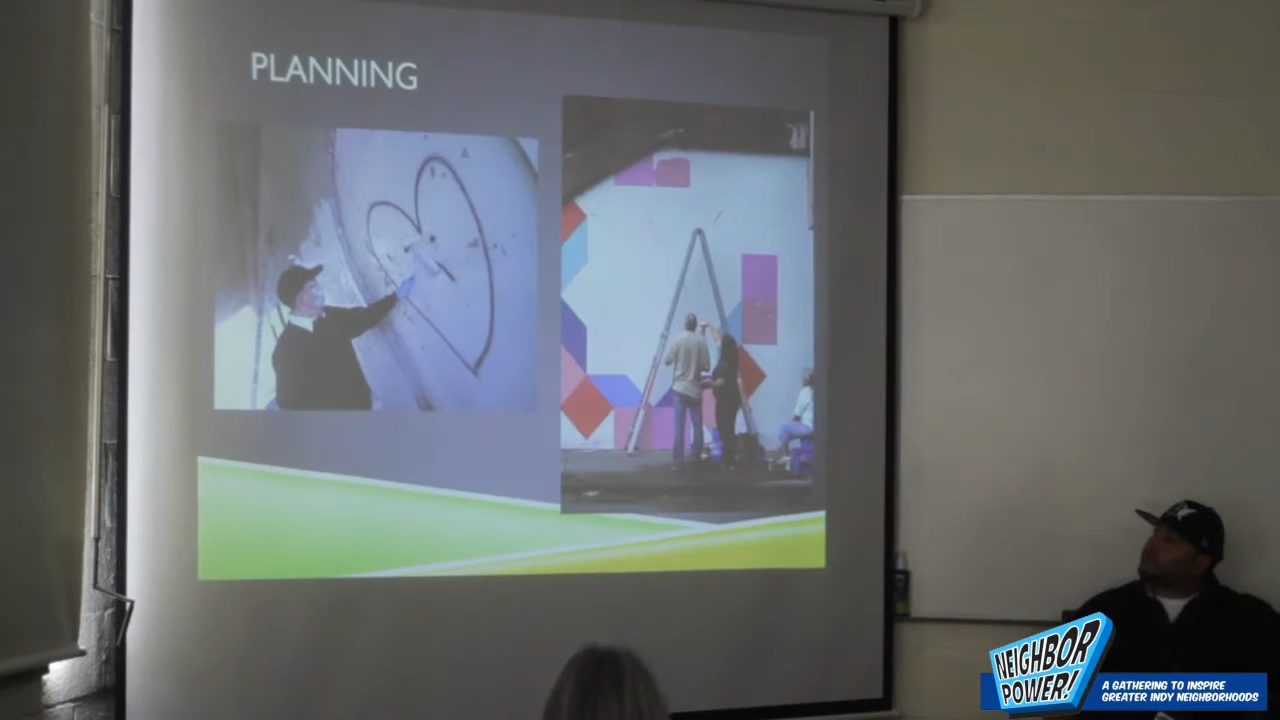 PLANNING
NEIGHBOR
POWER!
A GATHERING TO INSPIRE
GREATER INDY NEIGHBORHOODS